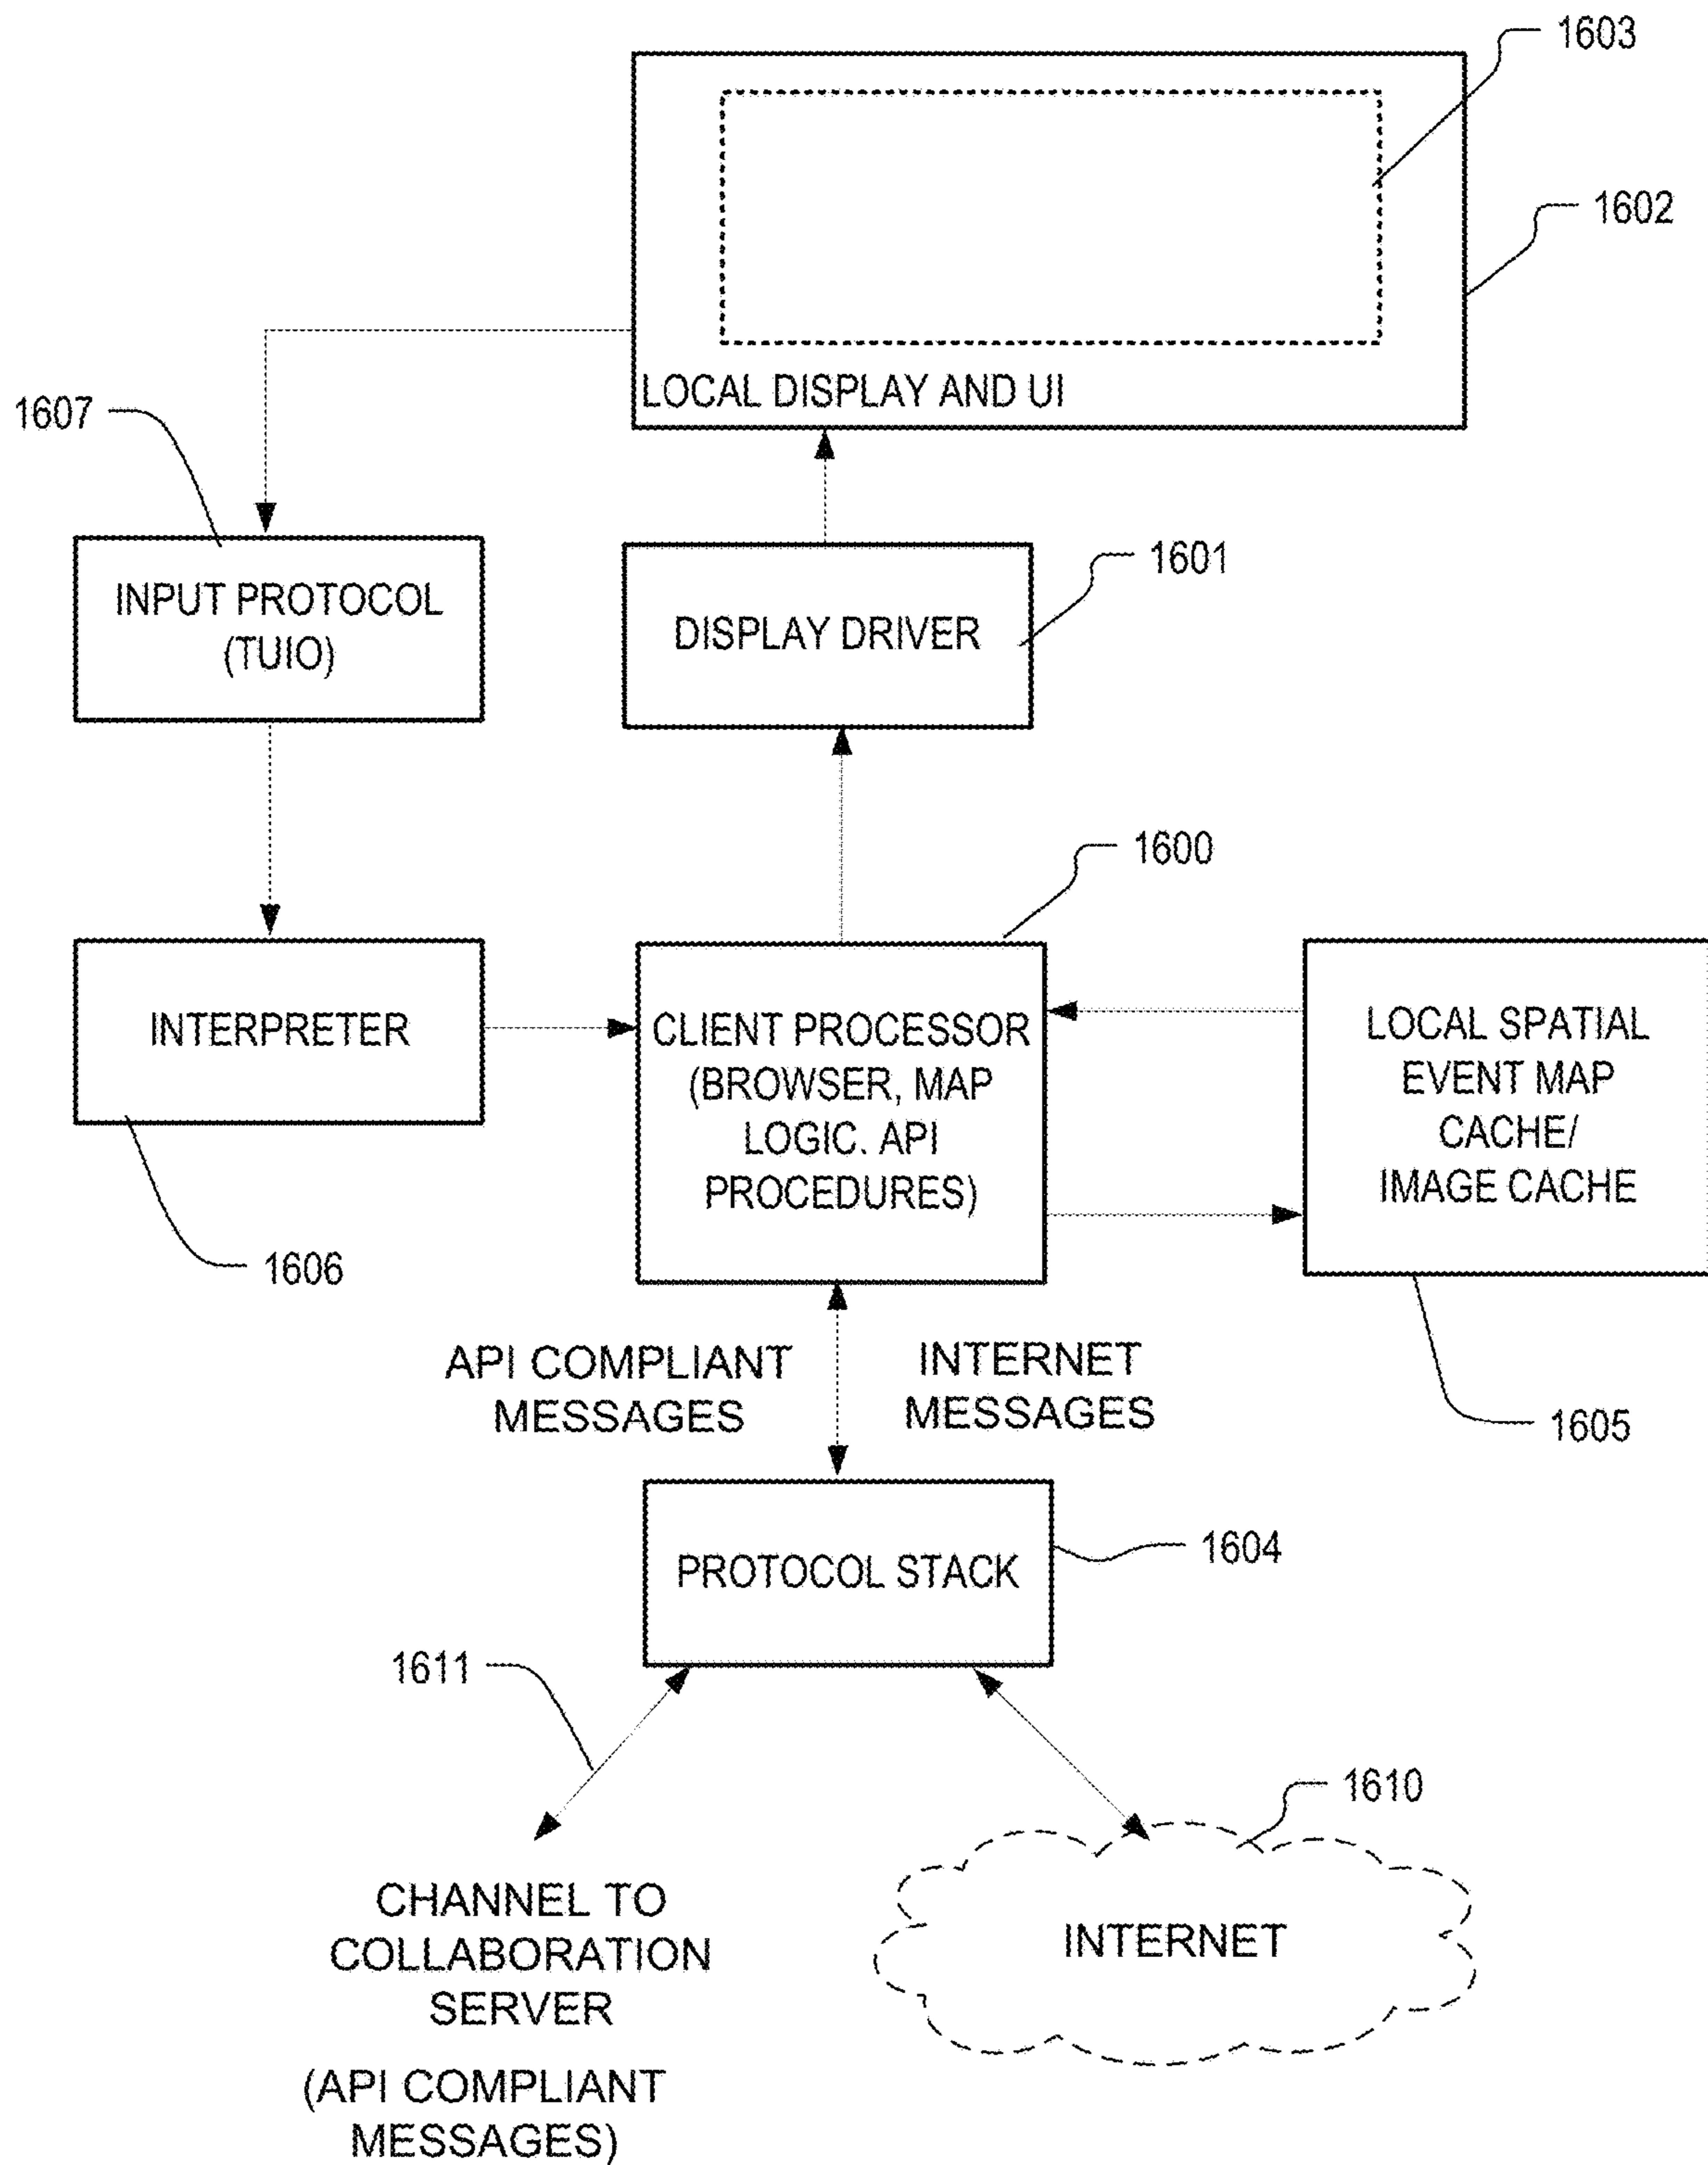 1603
1602
LOCAL DISPLAY AND UI
1607
INPUT PROTOCOL
(TUIO)
1601
DISPLAY DRIVER
1600
INTERPRETER
1606
CLIENT PROCESSOR
(BROWSER, MAP
LOGIC. API
PROCEDURES)
LOCAL SPATIAL
EVENT MAP
CACHE/
IMAGE CACHE
1605
API COMPLIANT
MESSAGES
INTERNET
MESSAGES
PROTOCOL STACK
1604
1611
1610
CHANNEL TO
COLLABORATION
SERVER
(API COMPLIANT
MESSAGES)
INTERNET